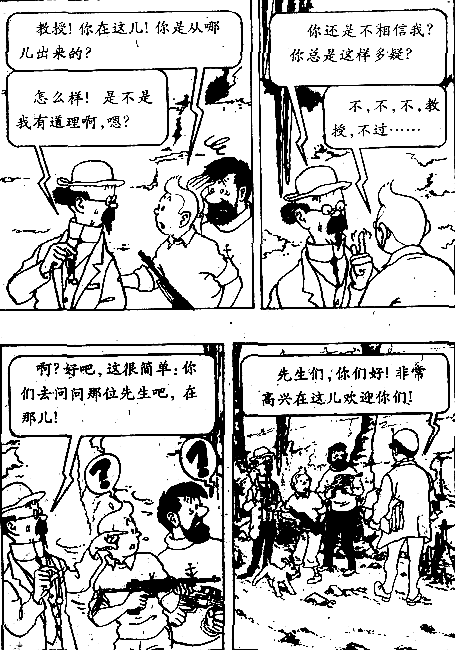 教授！你在这儿！你是从哪
儿出来的？
怎么样！是不是
我有道理啊，嗯？
你还是不相信我？
你总是这样多疑？
不，不，不，教
授，不过……
啊？好吧，这很简单：你
们去问问那位先生吧，在
那儿！
?
?
先生们，你们好！非常
高兴在这儿欢迎你们！